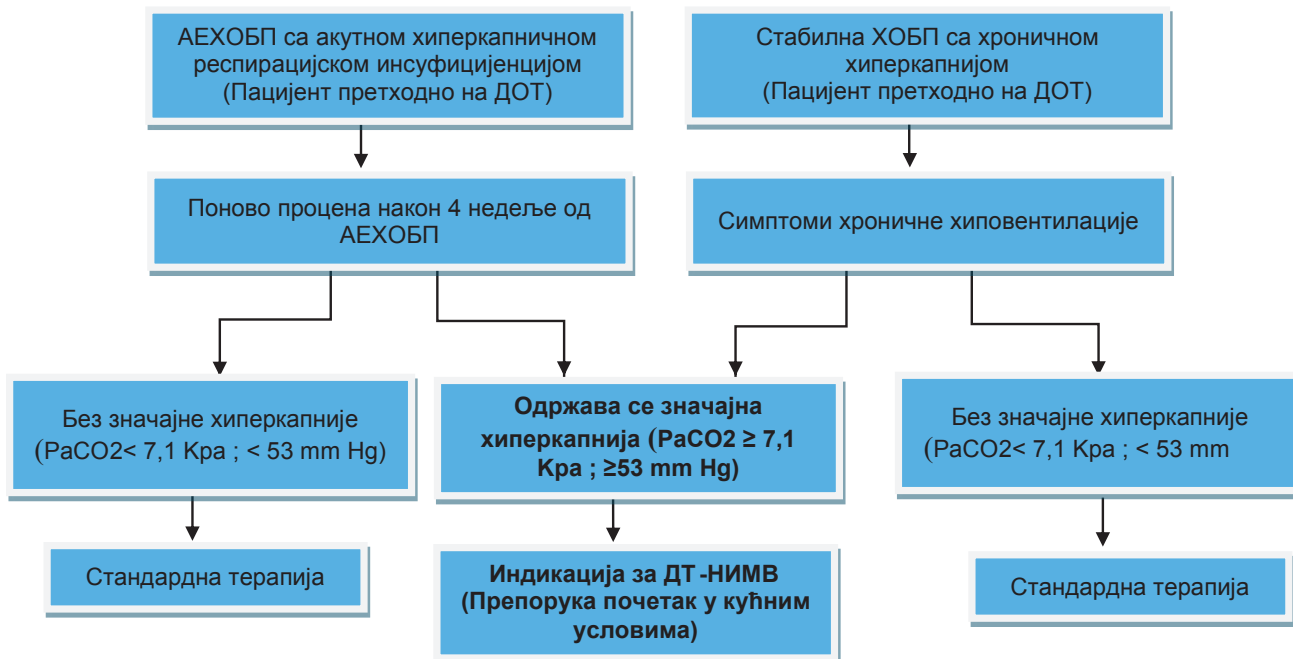 АЕХОБП са акутном хиперкапничном
респирацијском инсуфицијенцијом
(Пацијент претходно на ДОТ)
Стабилна ХОБП са хроничном
хиперкапнијом
(Пацијент претходно на ДОТ)
Поново процена након 4 недеље од
АЕХОБП
Симптоми хроничне хиповентилације
Без значајне хиперкапније
(PaCO2< 7,1 Kpa ; < 53 mm Hg)
Одржава се значајна
хиперкапнија (PaCO2 ≥ 7,1
Kpa ; ≥53 mm Hg)
Без значајне хиперкапније
(PaCO2< 7,1 Kpa ; < 53 mm
Стандардна терапија
Индикација за ДТ -НИМВ
(Препорука почетак у кућним
условима)
Стандардна терапија